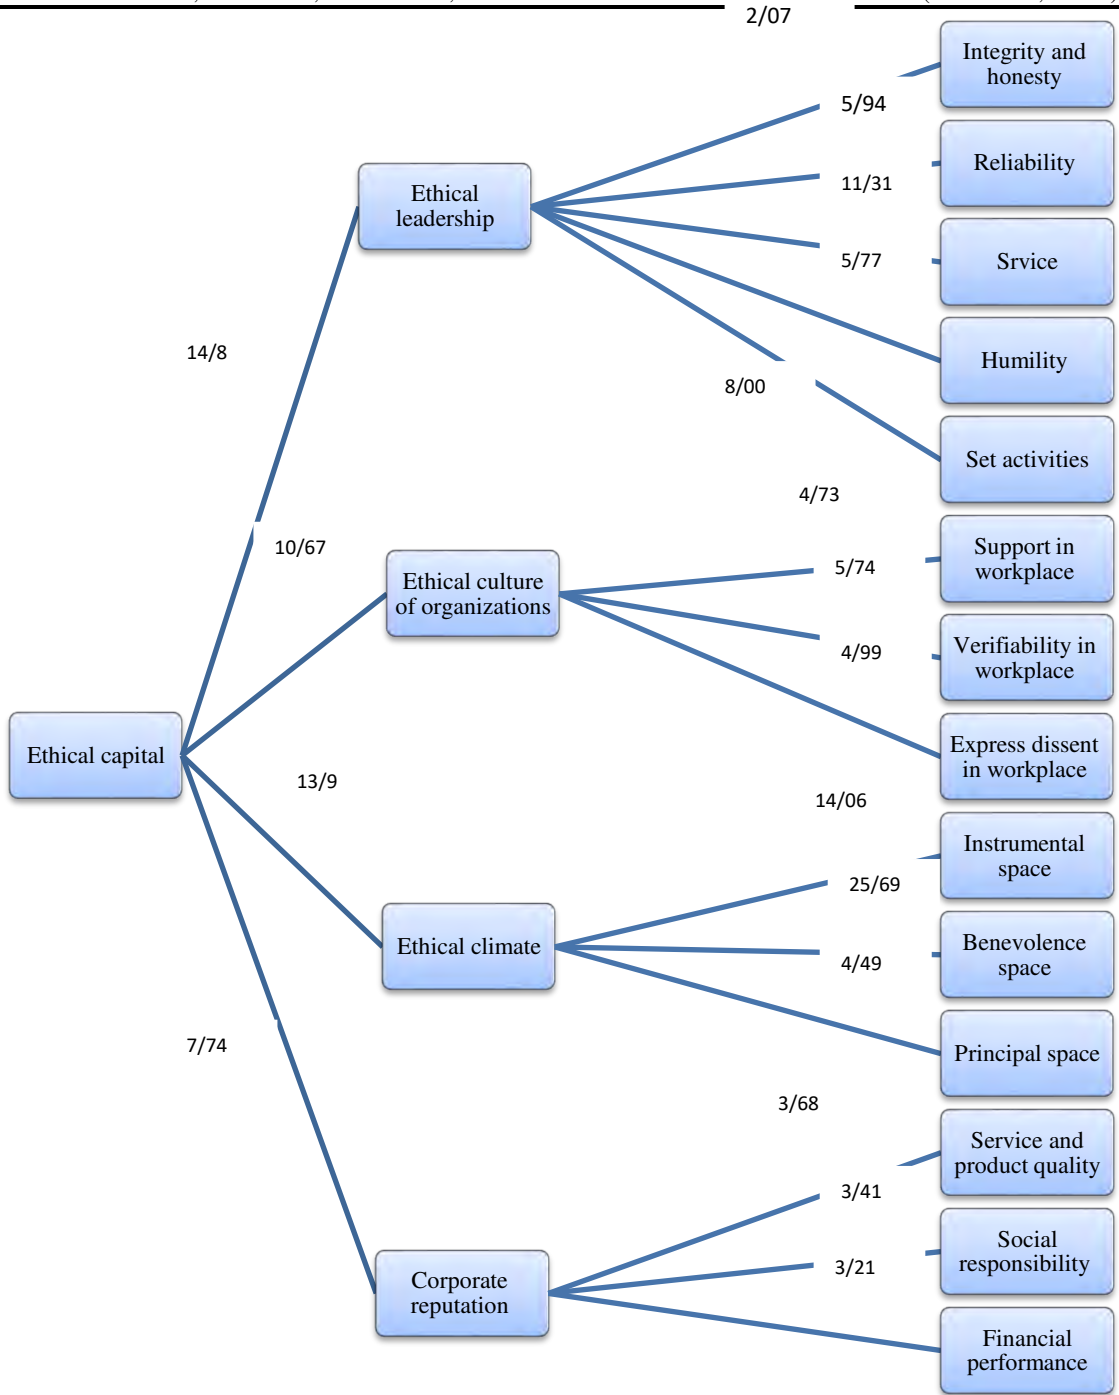 2/07
Integrity and
honesty
5/94
Reliability
11/31
Ethical
leadership
Srvice
5/77
Humility
14/8
8/00
Set activities
4/73
Support in
workplace
10/67
5/74
Ethical culture
of organizations
Verifiability in
workplace
4/99
Express dissent
in workplace
Ethical capital
13/9
14/06
Instrumental
space
25/69
Ethical climate
Benevolence
space
4/49
Principal space
7/74
3/68
Service and
product quality
3/41
Social
responsibility
3/21
Corporate
reputation
Financial
performance